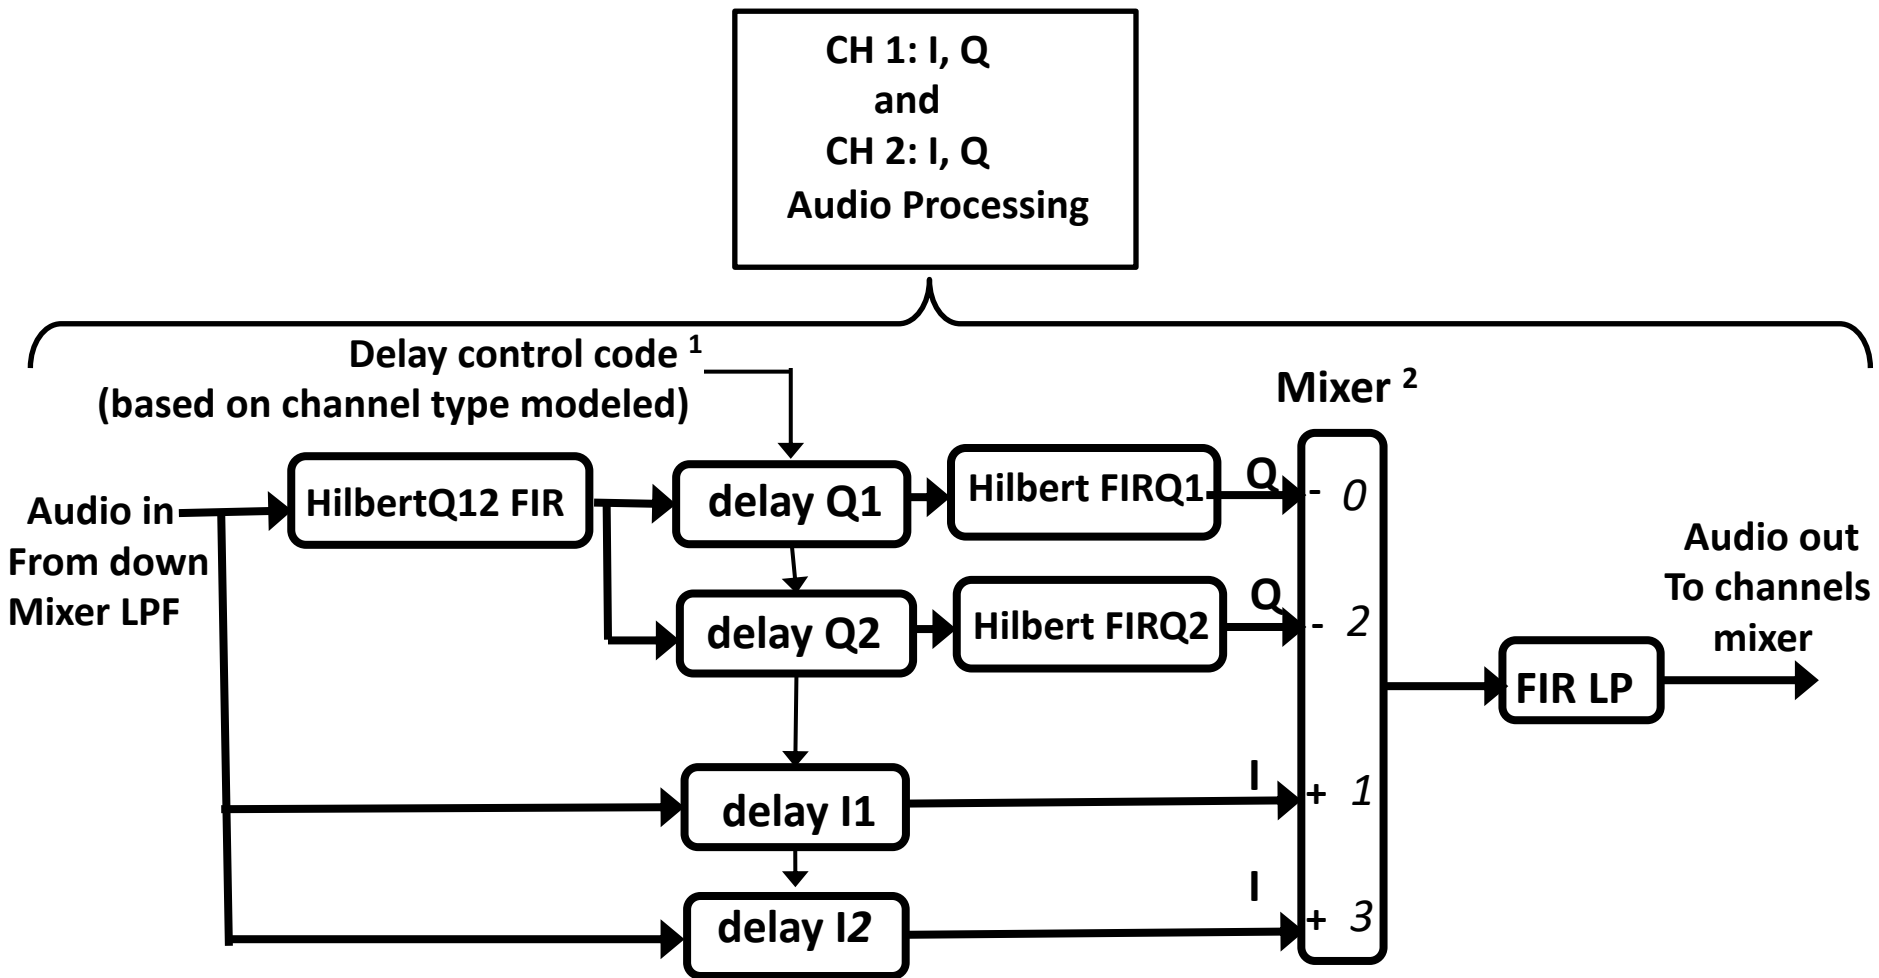 CH 1: I, Q
and
CH 2: I, Q
Audio Processing
Delay control code ¹
(based on channel type modeled)
Mixer ²
Audio in
From down
Mixer LPF
HilbertQ12 FIR
delay Q1
Hilbert FIRQ1
Q
- 0
delay Q2
Hilbert FIRQ2
Q
- 2
delay I1
I
+ 1
delay I2
I
+ 3
FIR LP
Audio out
To channels
mixer